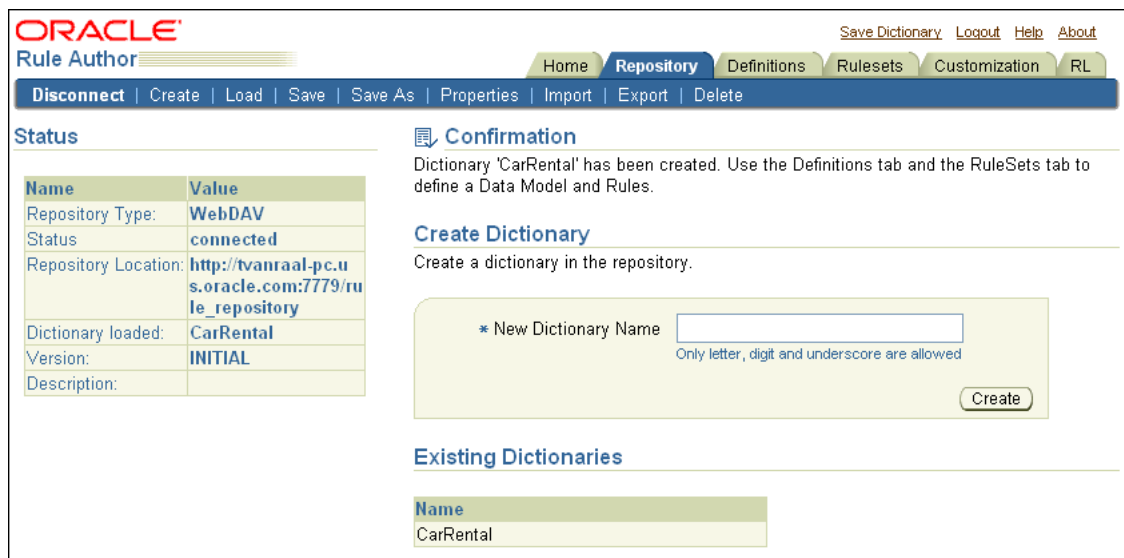 ORACLE
Rule Author
Save Dictionary Logout Help About
Home Repository Definitions Rulesets Customization RL
Disconnect | Create | Load | Save | Save As | Properties | Import | Export | Delete
Status
Name Value
Repository Type: WebDAV
Status connected
Repository Location: http://tvanraal-pc.u
s.oracle.com:7779/ru
le_repository
Dictionary loaded: CarRental
Version: INITIAL
Description:
Confirmation
Dictionary 'CarRental' has been created. Use the Definitions tab and the RuleSets tab to
define a Data Model and Rules.
Create Dictionary
Create a dictionary in the repository.
* New Dictionary Name
Only letter, digit and underscore are allowed
Create
Existing Dictionaries
Name
CarRental